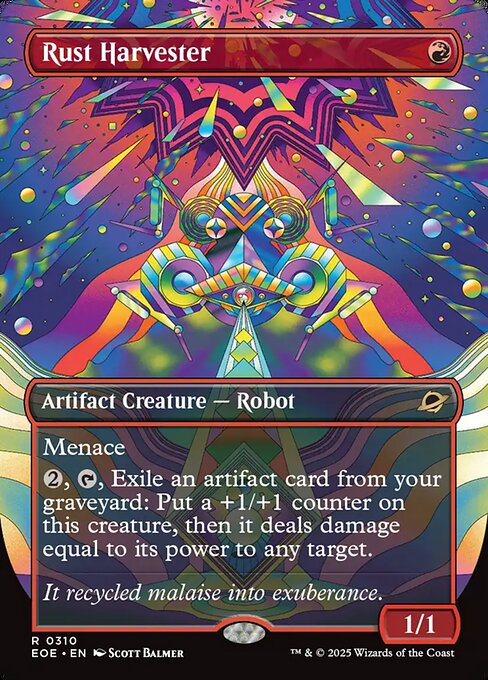 Rust Harvester
Artifact Creature — Robot
Menace
2, , Exile an artifact card from your
graveyard: Put a +1/+1 counter on
this creature, then it deals damage
equal to its power to any target.
It recycled malaise into exuberance.
1/1
R 0310
EOE • EN SCOTT BALMER
™ & © 2025 Wizards of the Coast